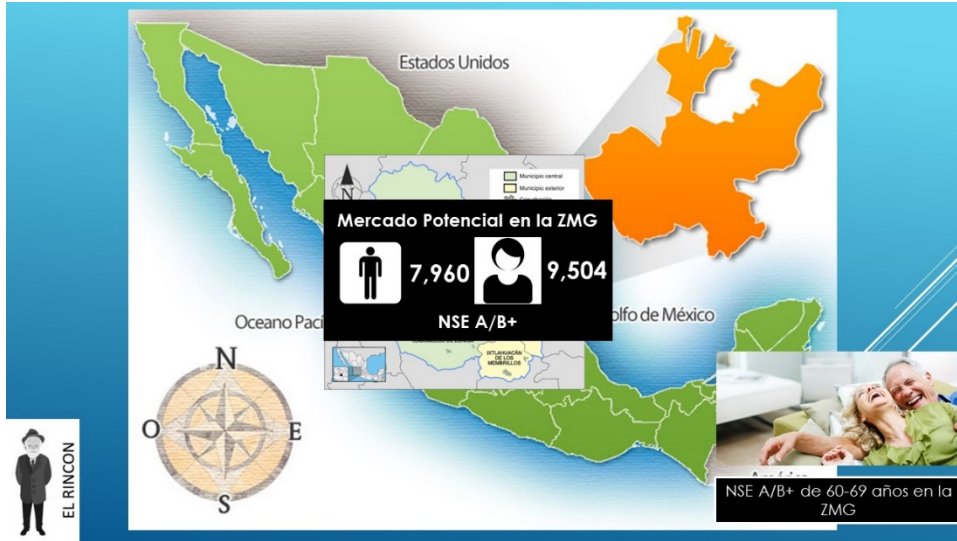 Estados Unidos
N
Municipio central
Municipio exterior
Mercado Potencial en la ZMG
7,960
9,504
NSE A/B+
Oceano Pací
olfo de México
IXTLAHUACÁN
DE LOS
MEMBRILLOS
N
O
E
S
EL RINCON
NSE A/B+ de 60-69 años en la
ZMG